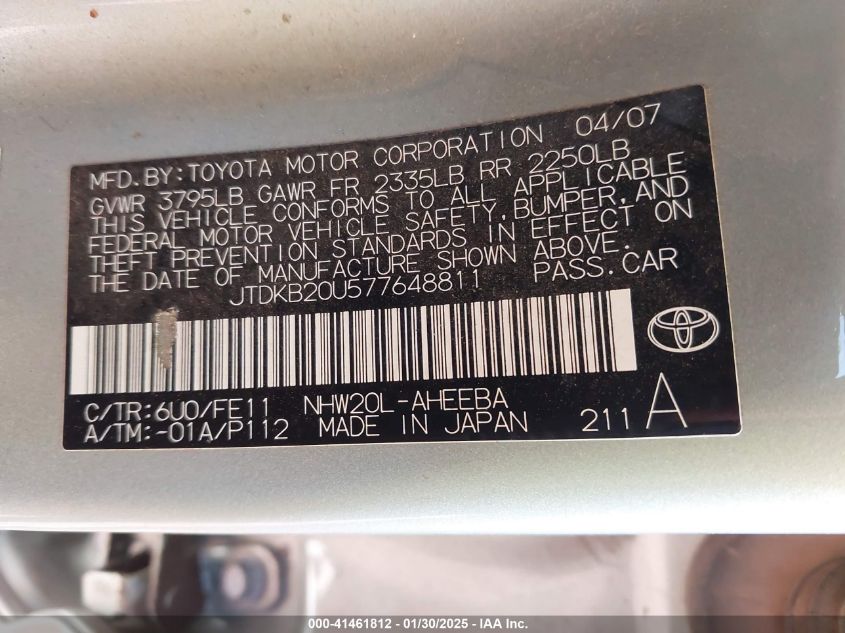 MFD.BY:TOYOTA MOTOR CORPORATION 04/07
GVWR 3795LB GAWR FR 2335LB RR 2250LB
THIS VEHICLE CONFORMS TO ALL APPLICABLE
FEDERAL MOTOR VEHICLE SAFETY,BUMPER,AND
THEFT PREVENTION STANDARDS IN EFFECT ON
THE DATE OF MANUFACTURE SHOWN ABOVE.
JTDKB20U577648811 PASS.CAR
C/TR:6U0/FE11 NHW20L-AHEEBA
A/TM:-01A/P112 MADE IN JAPAN 211 A
000-41461812 - 01/30/2025 - IAA Inc.